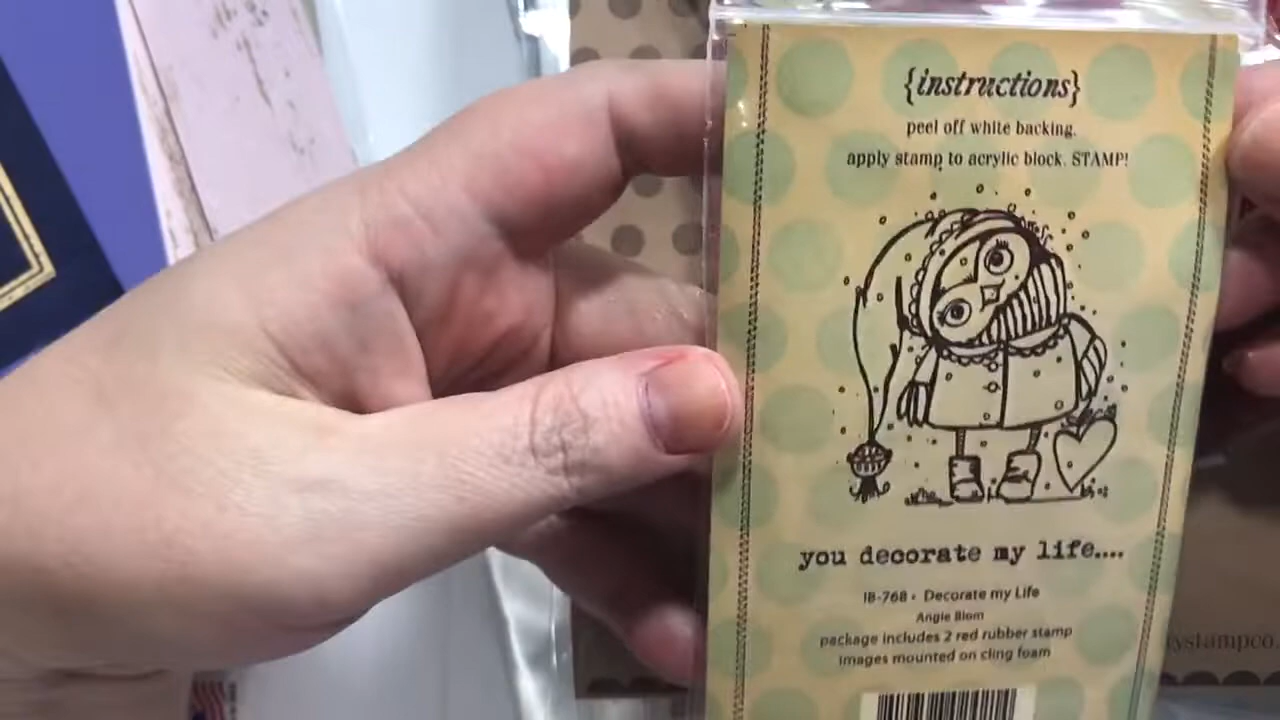 {instructions}
peel off white backing.
apply stamp to acrylic block. STAMP!
you decorate my life....
IB-768 • Decorate my Life
Angie Blom
package includes 2 red rubber stamp
images mounted on cling foam
ystampco.